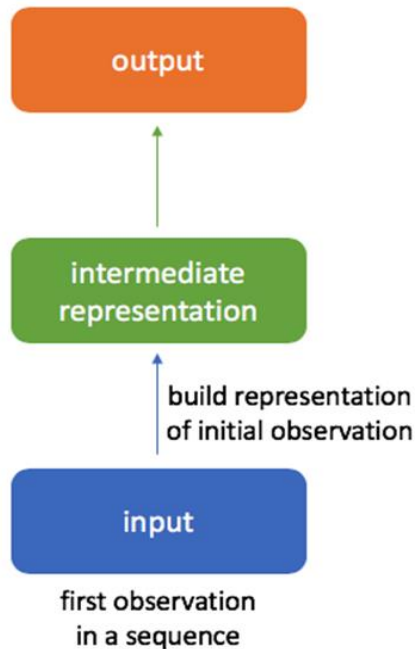 output
intermediate
representation
build representation
of initial observation
input
first observation
in a sequence